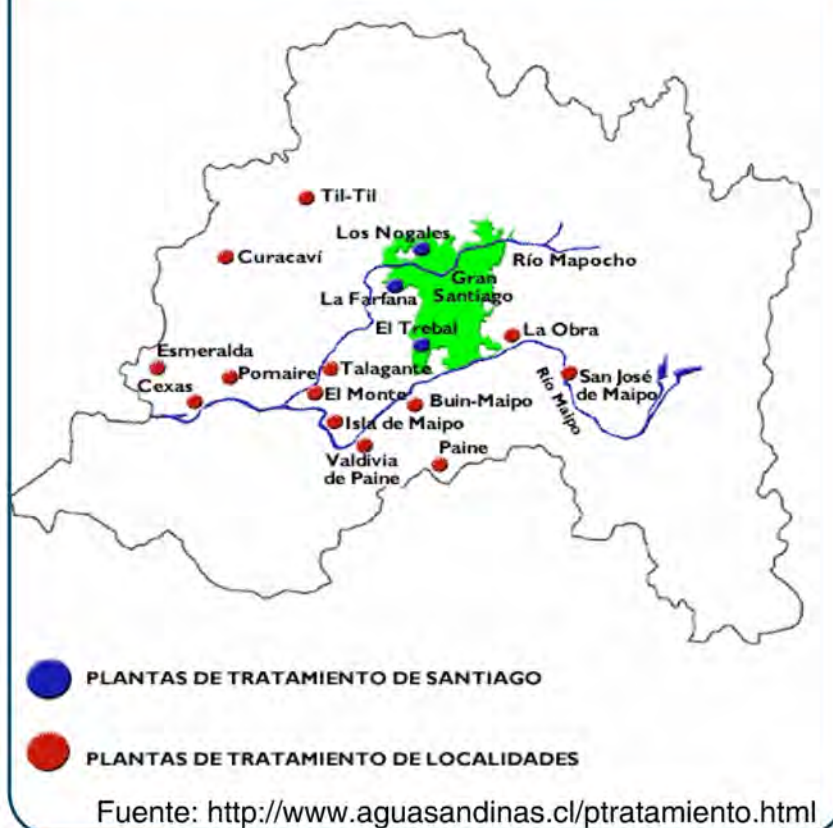 Til-Til
Los Nogales
Curacaví
Río Mapocho
Gran
Santiago
La Farfana
El Trebal
La Obra
Esmeralda
Pomaire
Talagante
San José
de Maipo
Cexas
El Monte
Río Maipo
Buin-Maipo
Isla de Maipo
Valdivia
de Paine
Paine
PLANTAS DE TRATAMIENTO DE SANTIAGO
PLANTAS DE TRATAMIENTO DE LOCALIDADES
Fuente: http://www.aguasandinas.cl/ptratamiento.html